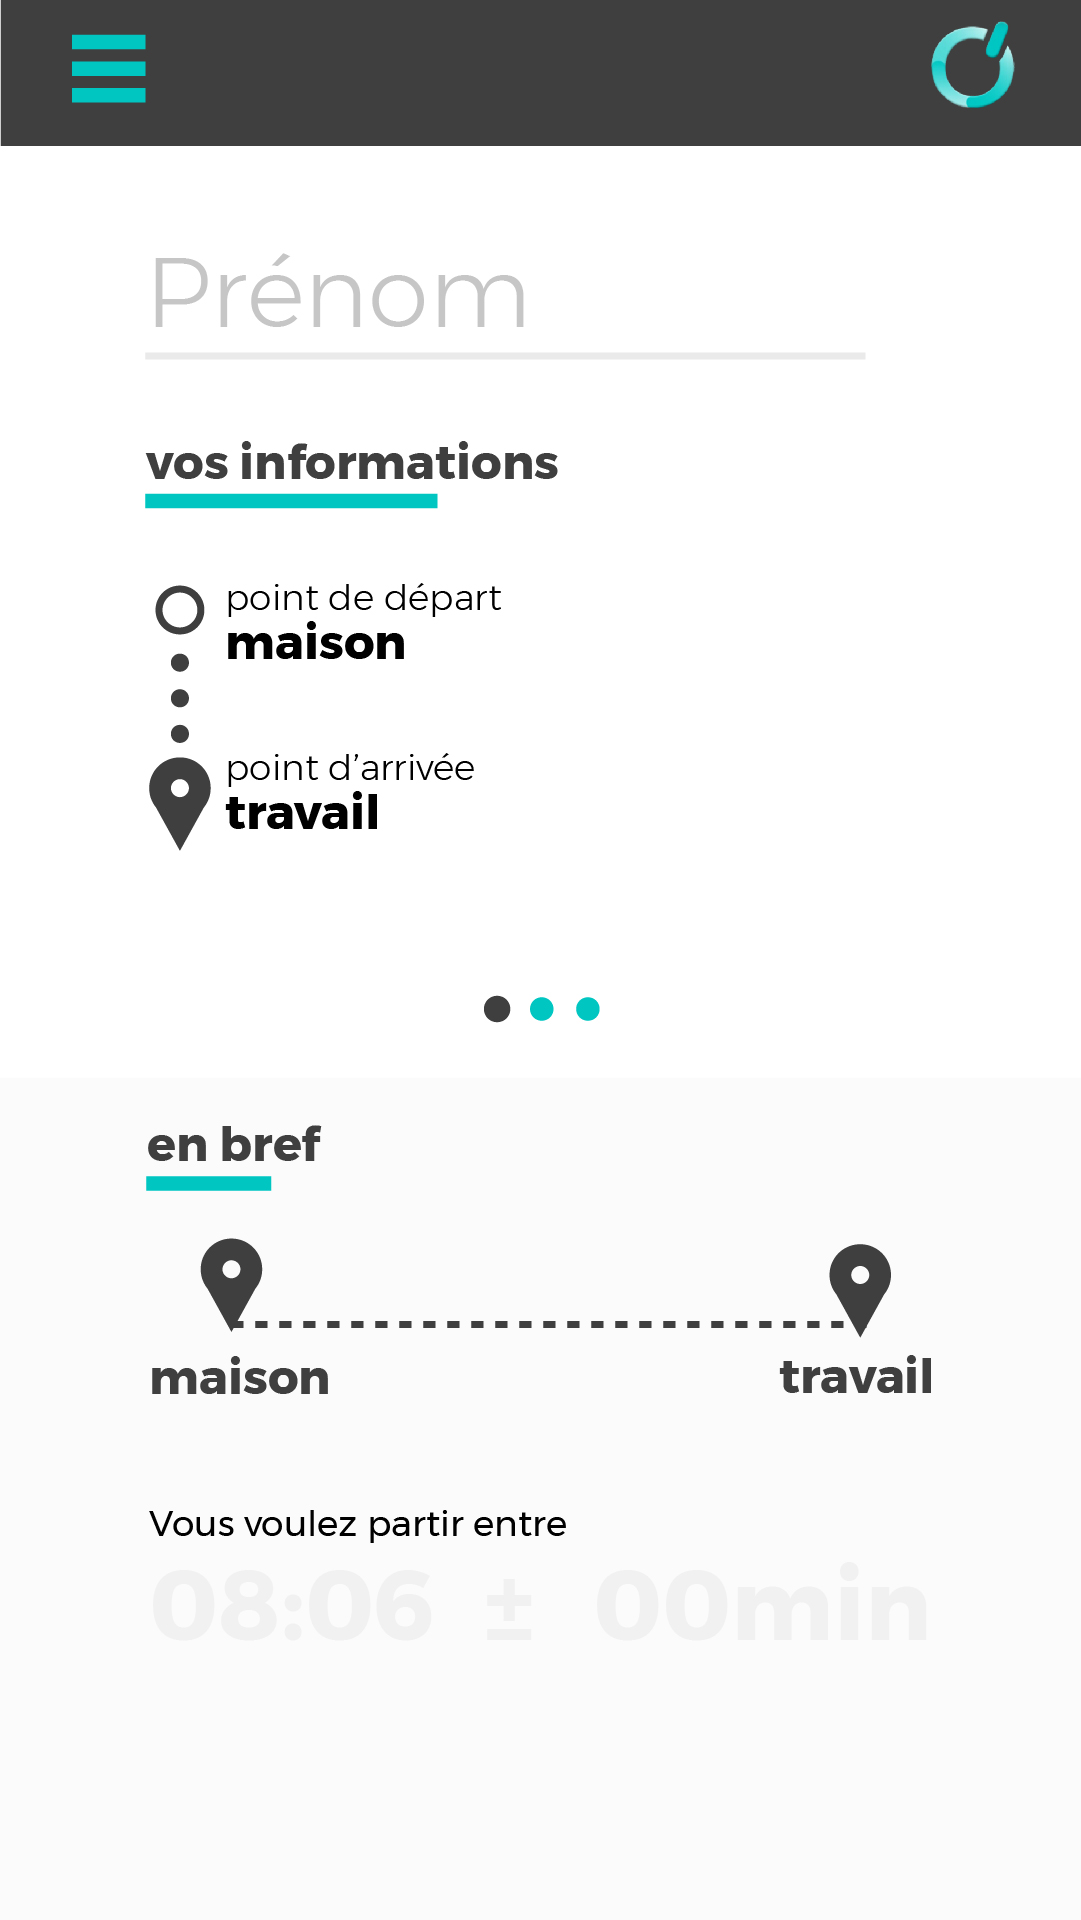 Prénom
vos informations
point de départ
maison
point d’arrivée
travail
en bref
maison travail
Vous voulez partir entre
08:06 ± 00min